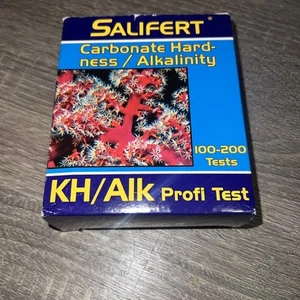 SALIFERT®
Carbonate Hard-
ness / Alkalinity
100-200
Tests
KH/Alk Profi Test